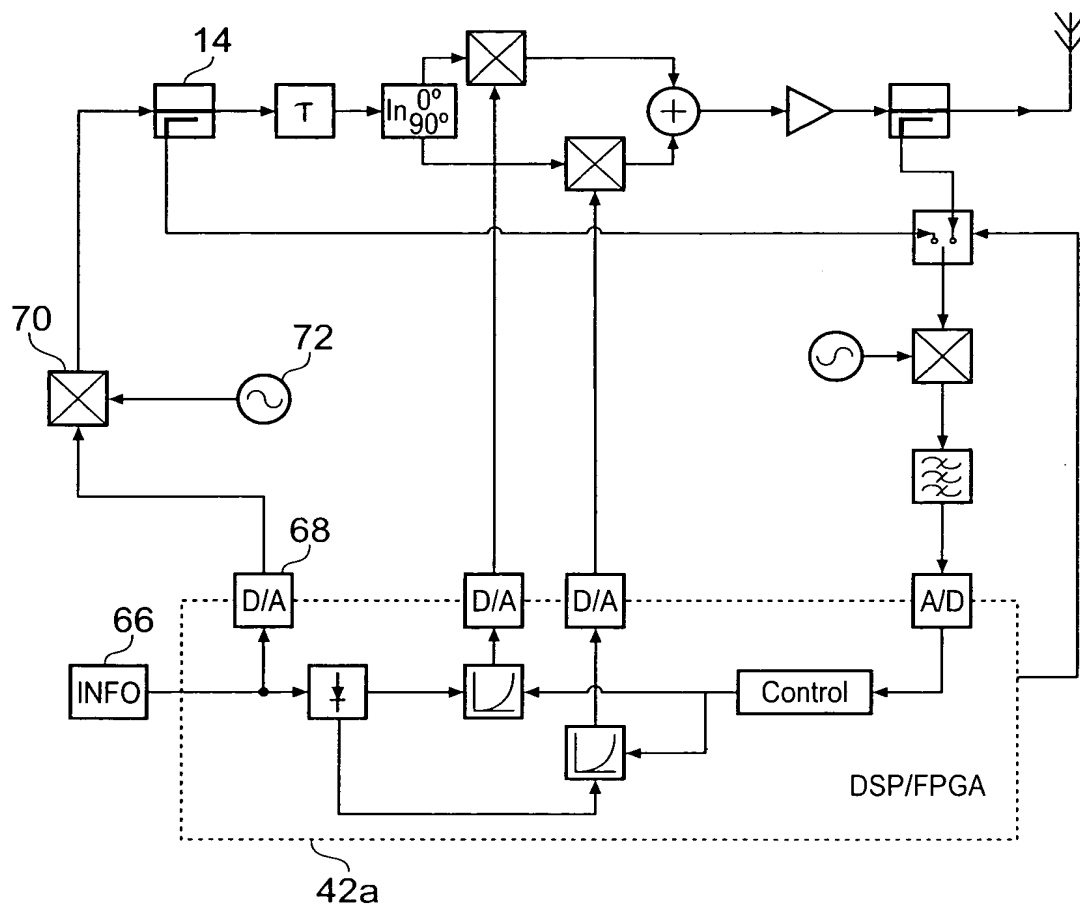 14
τ
In 0°
90°
+
70
72
68
D/A
D/A
D/A
A/D
66
INFO
Control
DSP/FPGA
42a